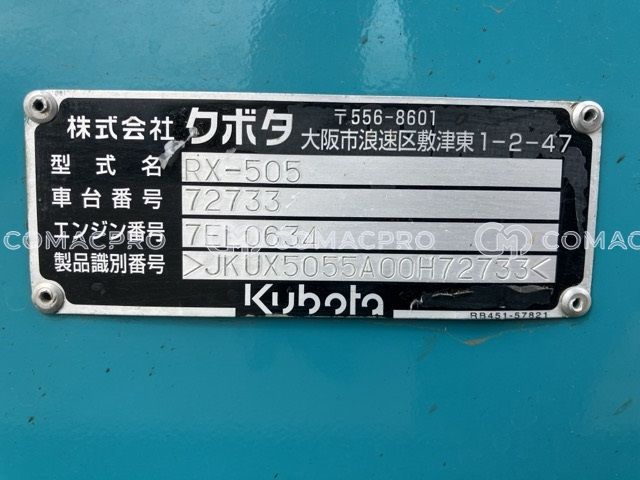 株式会社 クボタ
〒556-8601
大阪市浪速区敷津東1-2-47
型式名 RX-505
車台番号 72733
エンジン番号 7EL0634
製品識別番号 >JKUX5055A00H72733<
Kubota
RB451-57821
COMACPRO COMACPRO COMACPRO